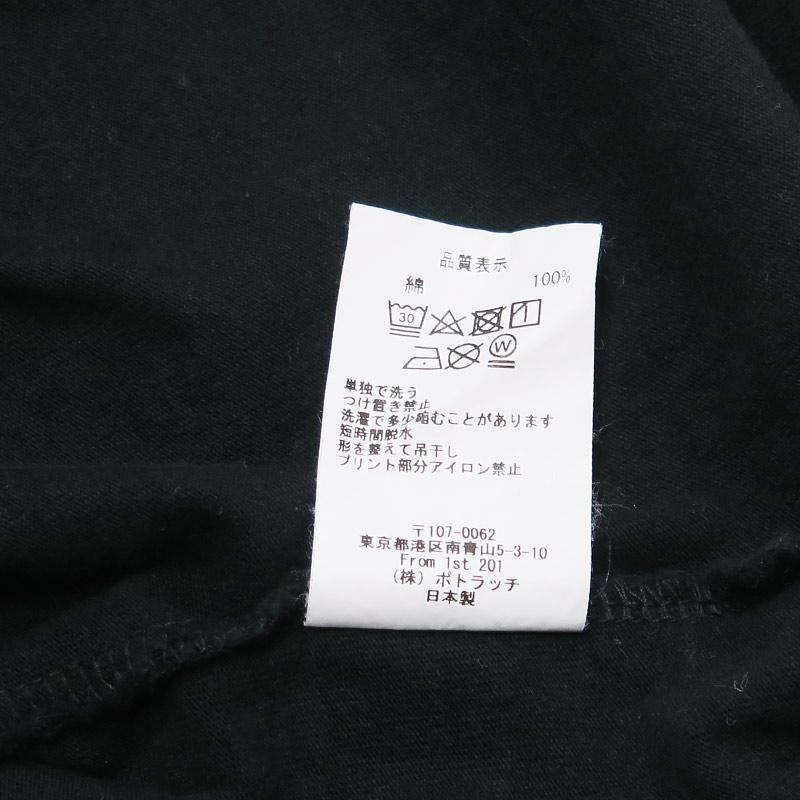 品質表示
綿 100%
30
W
単独で洗う
つけ置き禁止
洗濯で多少縮むことがあります
短時間脱水
形を整えて吊干し
プリント部分アイロン禁止
〒107-0062
東京都港区南青山5-3-10
From 1st 201
(株) ポトラッチ
日本製